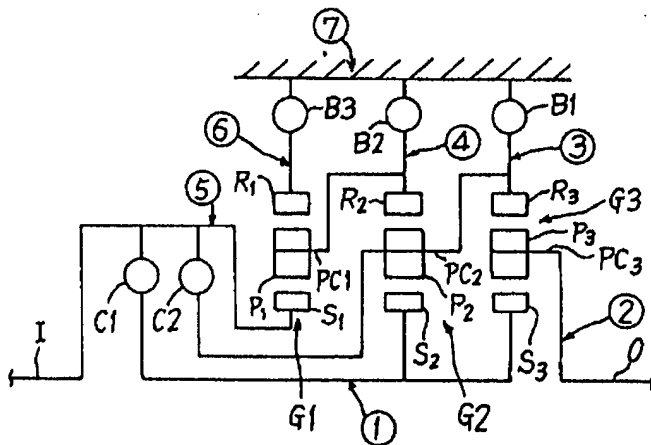 ⑦
B3
B2
B1
⑥
④
③
R₁
R₂
R₃
G3
⑤
P₃
PC1
PC2
PC₃
C1
C2
P₁
S₁
P₂
②
I
S₂
S₃
O
G1
①
G2